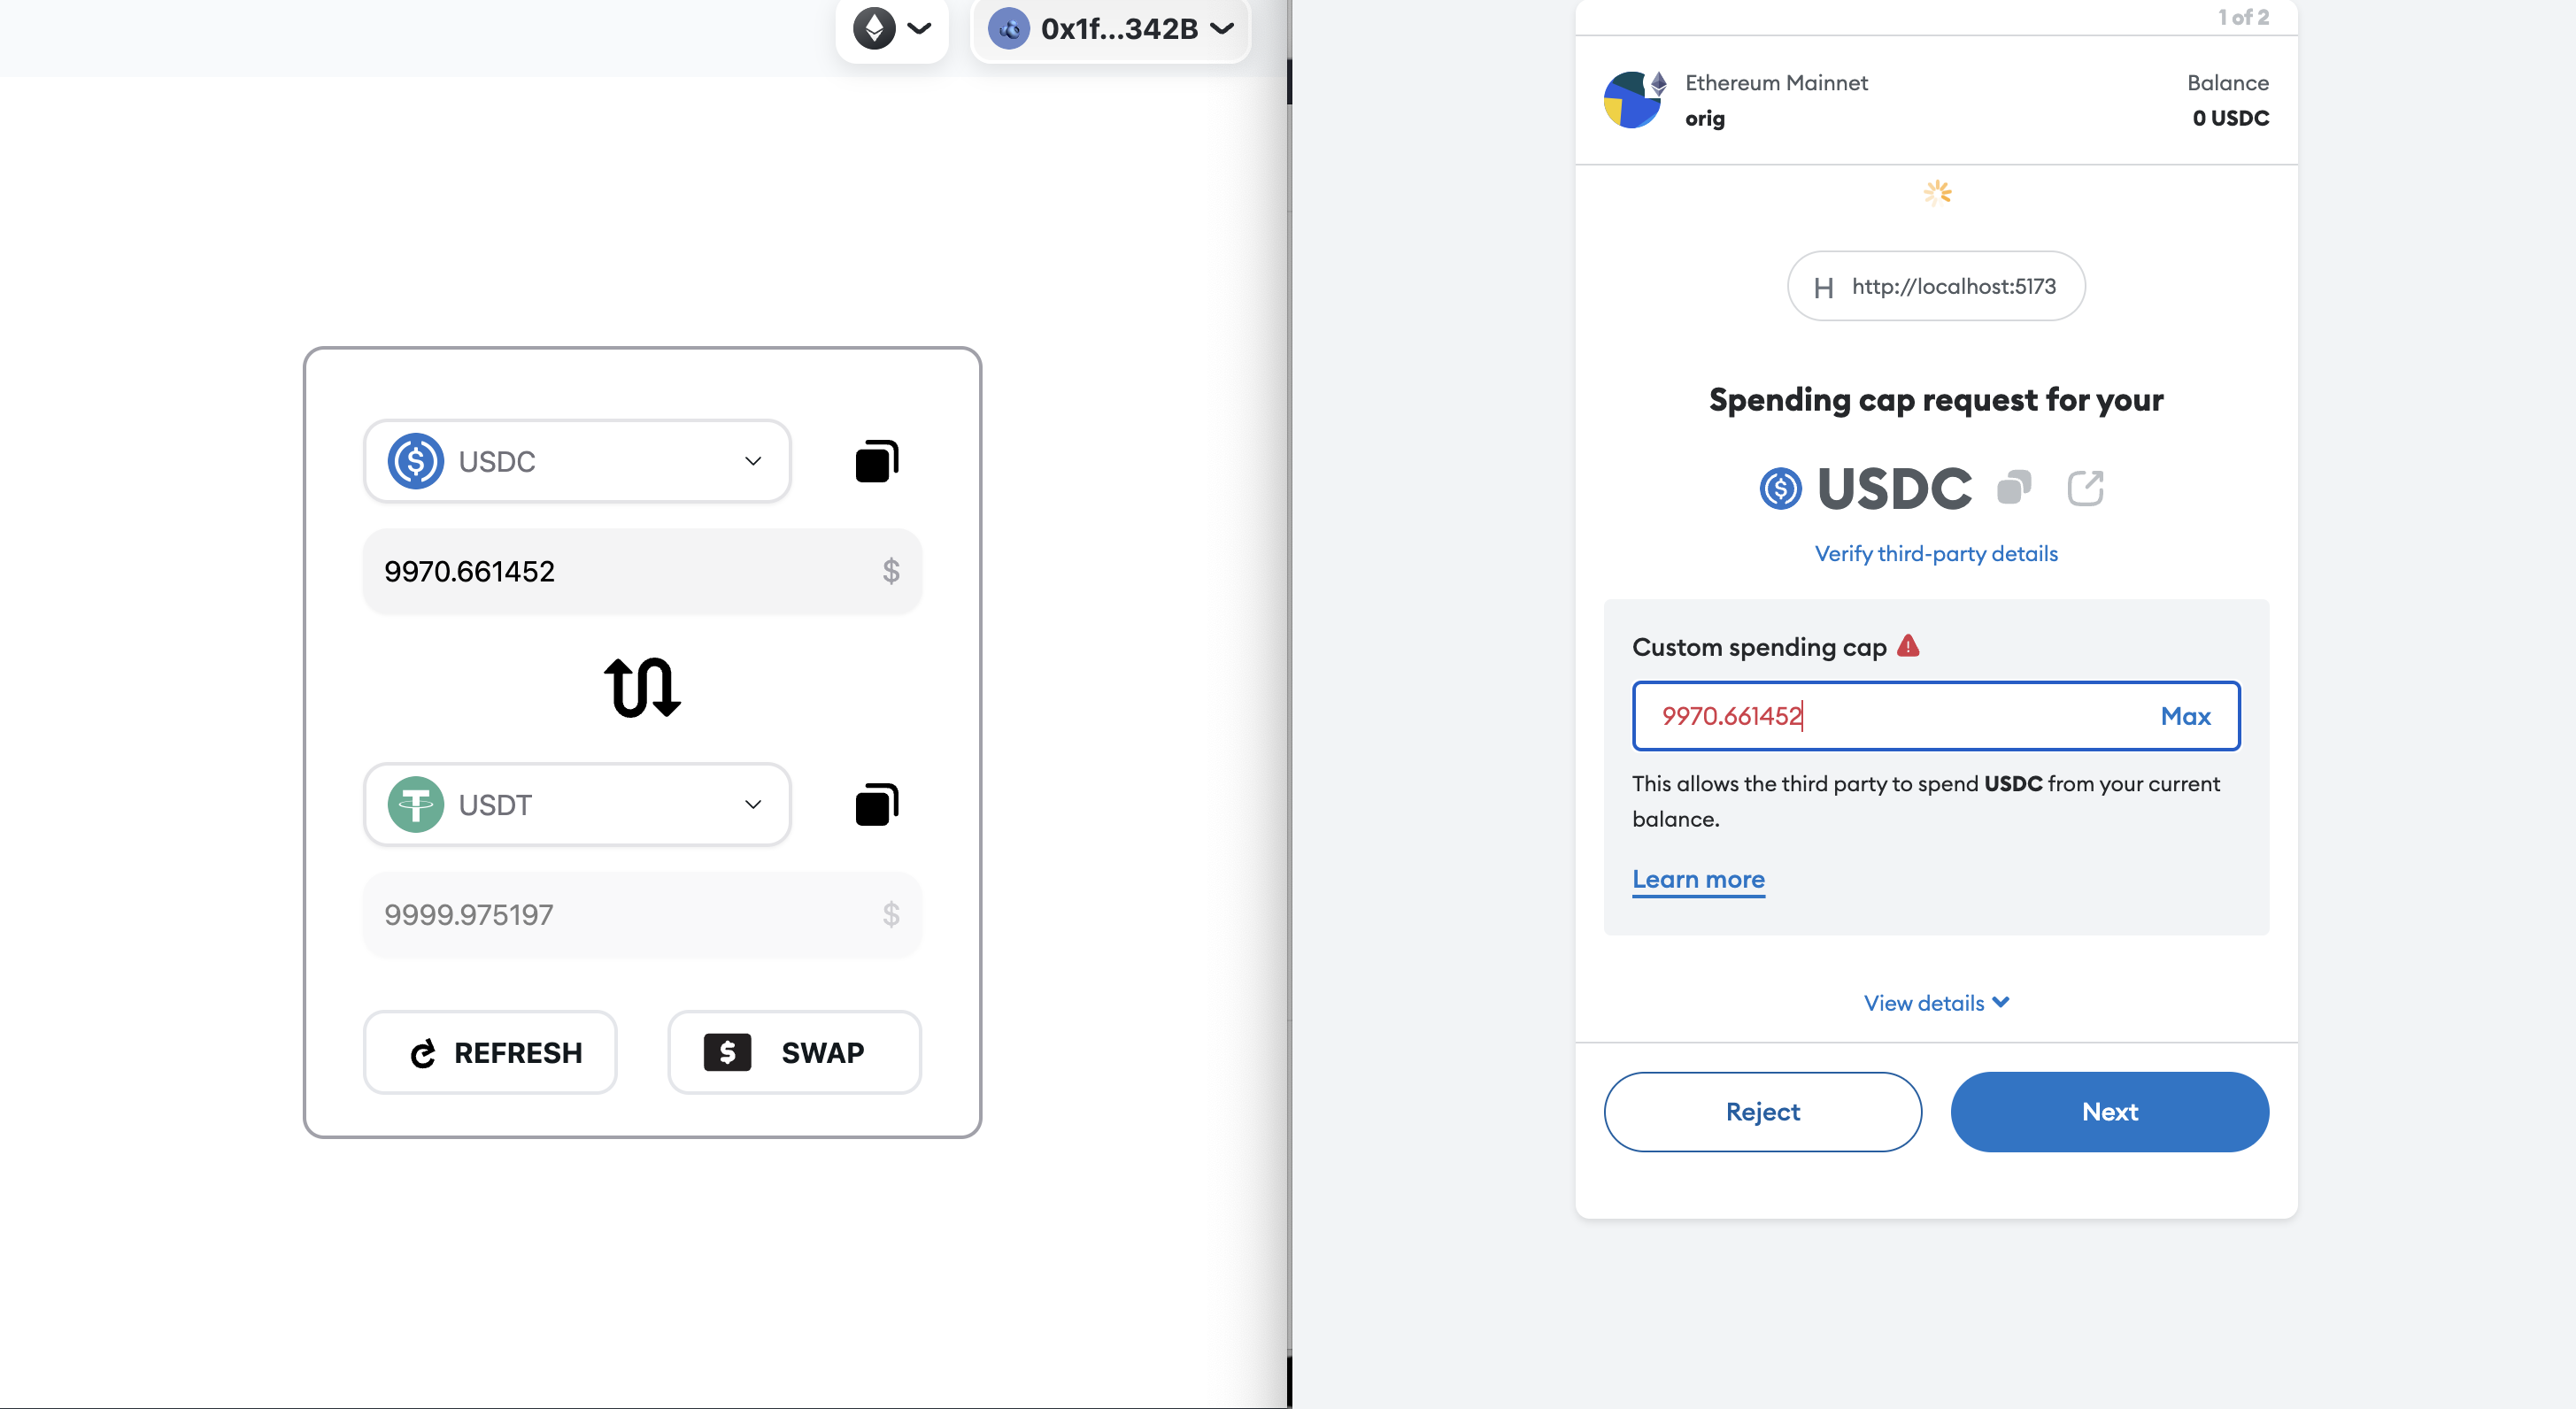 0x1f...342B
USDC
9970.661452
$
USDT
9999.975197
$
REFRESH
$ SWAP
1 of 2
Ethereum Mainnet
Balance
orig
0 USDC
H http://localhost:5173
Spending cap request for your
USDC
Verify third-party details
Custom spending cap
9970.661452
Max
This allows the third party to spend USDC from your current
balance.
Learn more
View details
Reject
Next